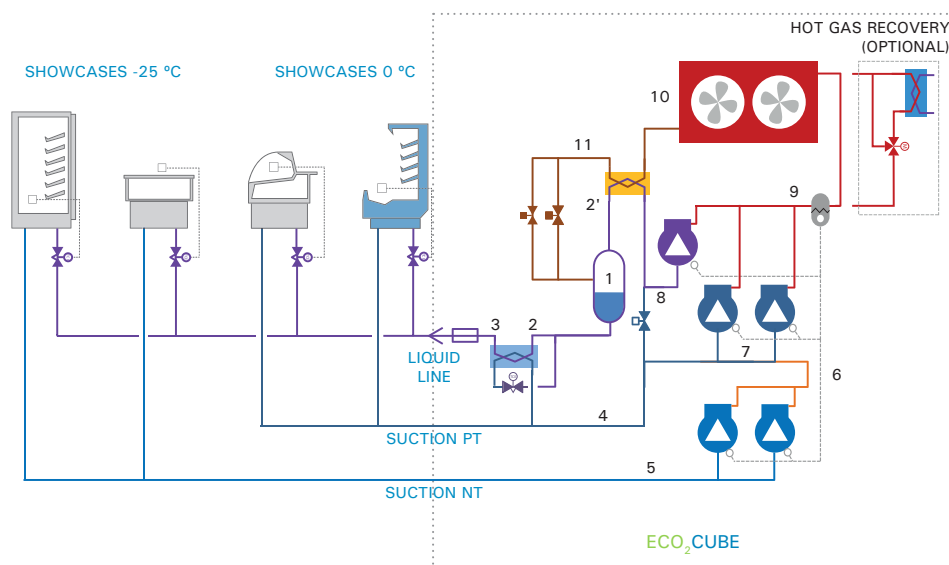 HOT GAS RECOVERY
(OPTIONAL)
SHOWCASES -25 ºC
SHOWCASES 0 ºC
10
11
2'
9
1
8
3
2
LIQUID
LINE
7
6
4
SUCTION PT
5
SUCTION NT
ECO₂CUBE